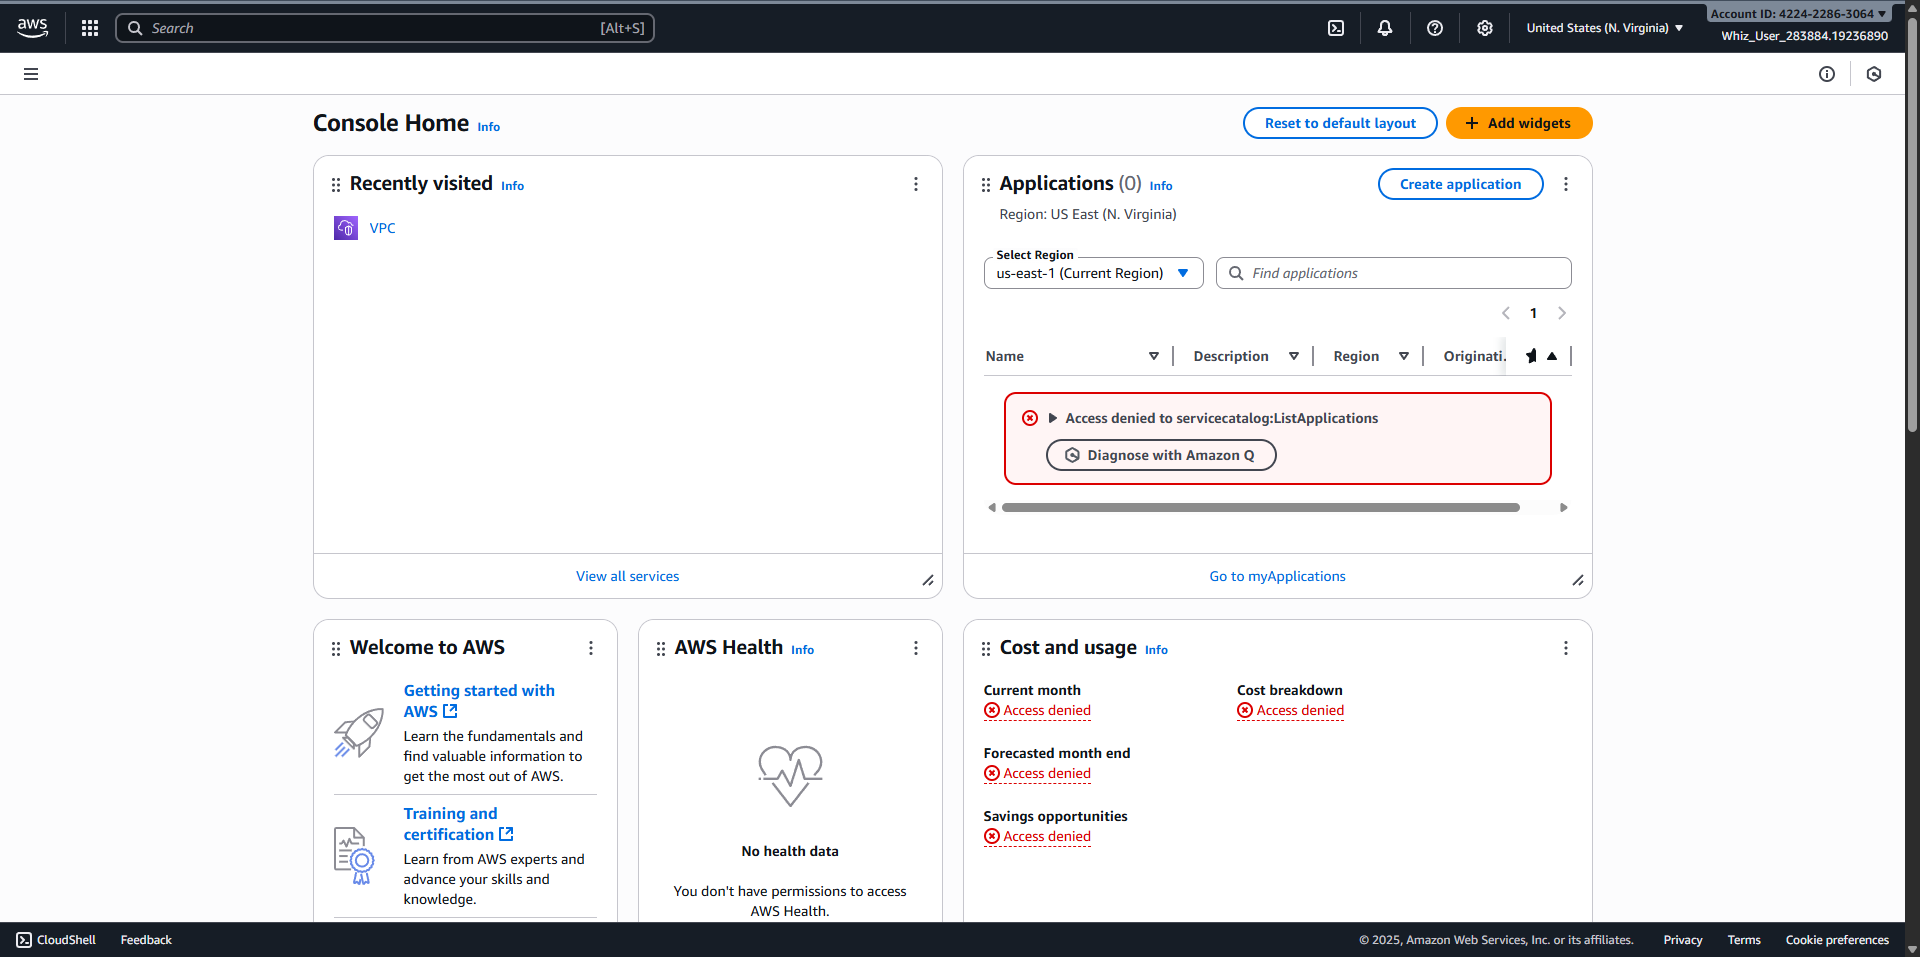 aws
Search
[Alt+S]
United States (N. Virginia)
Account ID: 4224-2286-3064
Whiz_User_283884.19236890
Console Home
Info
Reset to default layout
Add widgets
Recently visited
Info
VPC
View all services
Applications (0)
Info
Create application
Region: US East (N. Virginia)
Select Region
us-east-1 (Current Region)
Find applications
1
Name
Description
Region
Originati.
Access denied to servicecatalog:ListApplications
Diagnose with Amazon Q
Go to myApplications
Welcome to AWS
Getting started with
AWS
Learn the fundamentals and
find valuable information to
get the most out of AWS.
Training and
certification
Learn from AWS experts and
advance your skills and
knowledge.
AWS Health
Info
No health data
You don't have permissions to access
AWS Health.
Cost and usage
Info
Current month
Access denied
Cost breakdown
Access denied
Forecasted month end
Access denied
Savings opportunities
Access denied
CloudShell
Feedback
© 2025, Amazon Web Services, Inc. or its affiliates.
Privacy
Terms
Cookie preferences